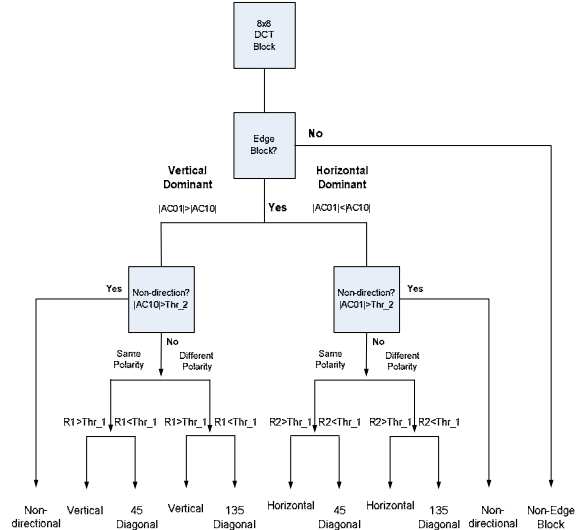 8x8
DCT
Block
No
Edge
Block?
Vertical
Dominant
Horizontal
Dominant
|AC01|>|AC10|
Yes
|AC01|<|AC10|
Yes
Non-direction?
|AC10|>Thr_2
Non-direction?
|AC01|>Thr_2
Yes
No
No
Same
Polarity
Different
Polarity
Same
Polarity
Different
Polarity
R1>Thr_1
R1<Thr_1
R1>Thr_1
R1<Thr_1
R2>Thr_1
R2<Thr_1
R2>Thr_1
R2<Thr_1
Non-
directional
Vertical
45
Diagonal
Vertical
135
Diagonal
Horizontal
45
Diagonal
Horizontal
135
Diagonal
Non-
directional
Non-Edge
Block